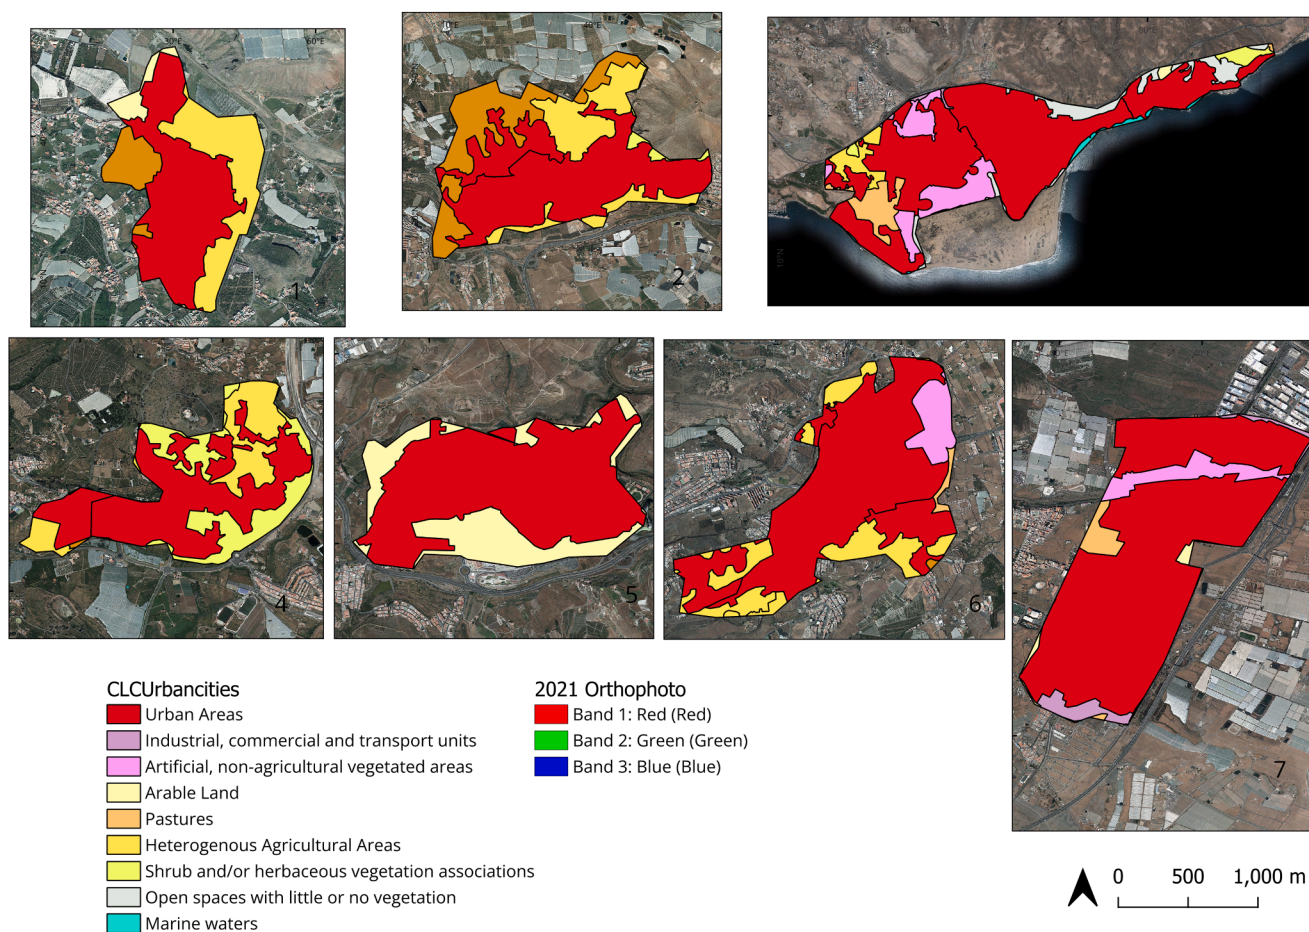 30°E
60°E
1
2
10°N
4
5
6
7
CLCUrbancities
Urban Areas
Industrial, commercial and transport units
Artificial, non-agricultural vegetated areas
Arable Land
Pastures
Heterogenous Agricultural Areas
Shrub and/or herbaceous vegetation associations
Open spaces with little or no vegetation
Marine waters
2021 Orthophoto
Band 1: Red (Red)
Band 2: Green (Green)
Band 3: Blue (Blue)
0 500 1,000 m